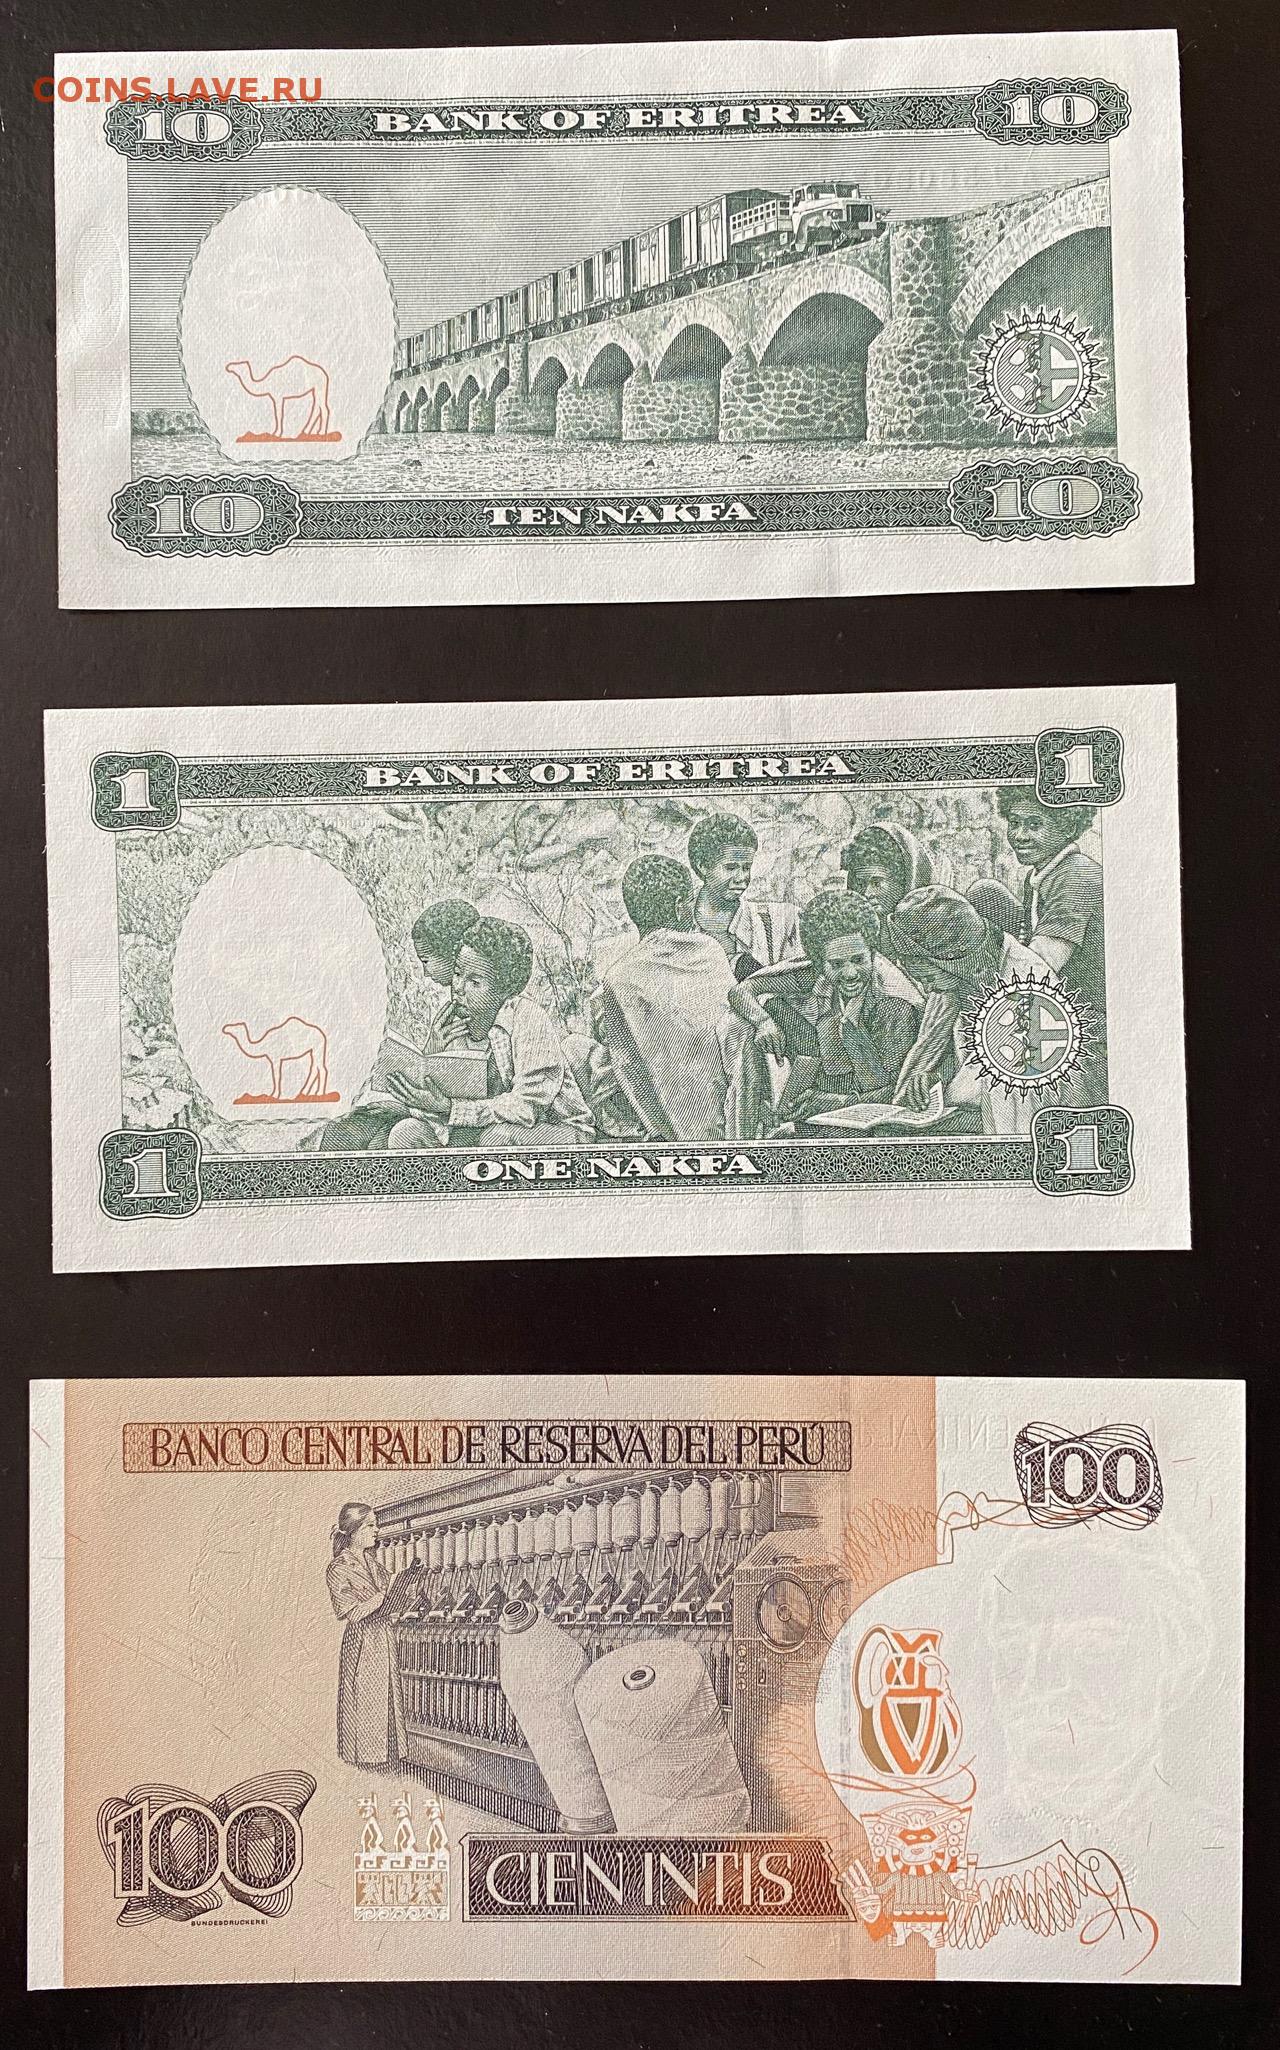 COINS.LAVE.RU
10 BANK OF ERITREA 10
10 TEN NAKFA 10
1 BANK OF ERITREA 1
1 ONE NAKFA 1
BANCO CENTRAL DE RESERVA DEL PERÚ
100
100
CIEN INTIS
BUNDESDRUCKEREI